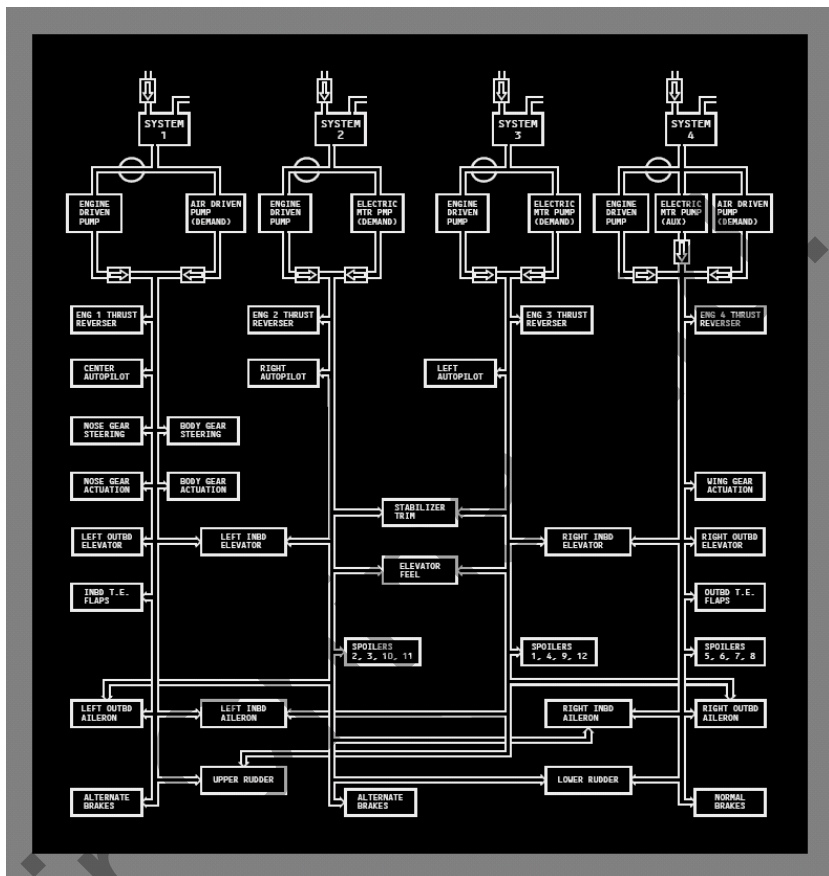 SYSTEM
1
SYSTEM
2
SYSTEM
3
SYSTEM
4
ENGINE
DRIVEN
PUMP
AIR DRIVEN
PUMP
(DEMAND)
ENGINE
DRIVEN
PUMP
ELECTRIC
MTR PMP
(DEMAND)
ENGINE
DRIVEN
PUMP
ELECTRIC
MTR PUMP
(DEMAND)
ENGINE
DRIVEN
PUMP
ELECTRIC
MTR PUMP
(AUX)
AIR DRIVEN
PUMP
(DEMAND)
ENG 1 THRUST
REVERSER
ENG 2 THRUST
REVERSER
ENG 3 THRUST
REVERSER
ENG 4 THRUST
REVERSER
CENTER
AUTOPILOT
RIGHT
AUTOPILOT
LEFT
AUTOPILOT
NOSE GEAR
STEERING
BODY GEAR
STEERING
NOSE GEAR
ACTUATION
BODY GEAR
ACTUATION
WING GEAR
ACTUATION
STABILIZER
TRIM
LEFT OUTBD
ELEVATOR
LEFT INBD
ELEVATOR
RIGHT INBD
ELEVATOR
RIGHT OUTBD
ELEVATOR
ELEVATOR
FEEL
INBD T.E.
FLAPS
OUTBD T.E.
FLAPS
SPOILERS
2, 3, 10, 11
SPOILERS
1, 4, 9, 12
SPOILERS
5, 6, 7, 8
LEFT OUTBD
AILERON
LEFT INBD
AILERON
RIGHT INBD
AILERON
RIGHT OUTBD
AILERON
UPPER RUDDER
LOWER RUDDER
ALTERNATE
BRAKES
ALTERNATE
BRAKES
NORMAL
BRAKES